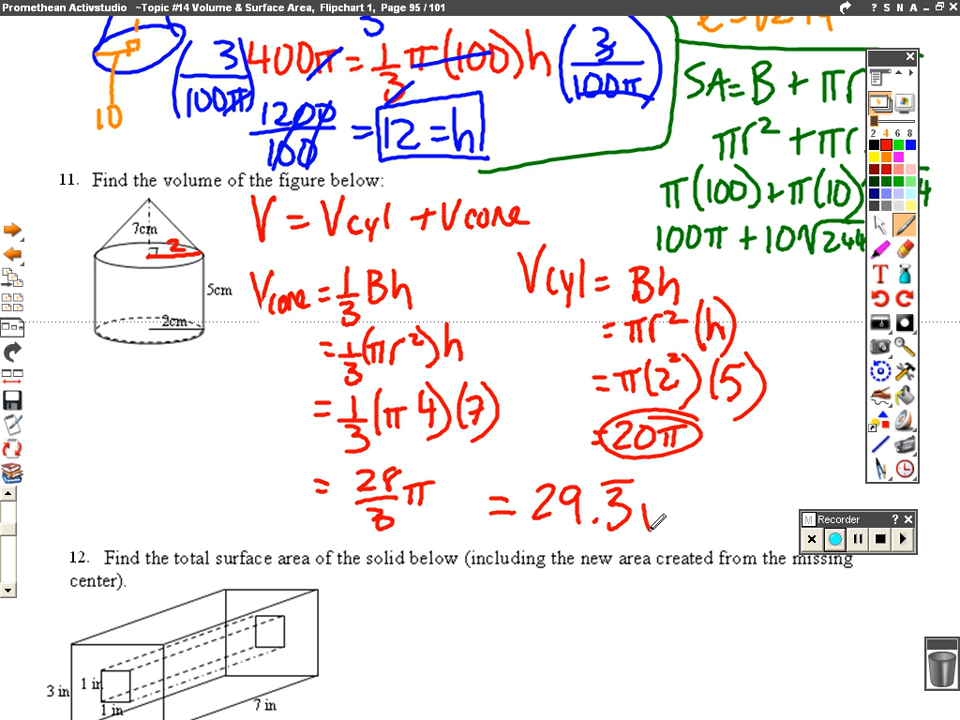 Promethean Activstudio ~Topic #14 Volume & Surface Area, Flipchart 1, Page 95 / 101
? S N A
10
(3/100π) 400π = 1/3 π(100)h (3/100π)
1200/100 = 12 = h
SA = B + πr
πr² + πr
π(100) + π(10)
100π + 10√244
2 4 6 8
11. Find the volume of the figure below:
7cm
2
5cm
2cm
V = Vcyl + Vcone
Vcone = 1/3 Bh
= 1/3 (πr²) h
= 1/3 (π 4)(7)
= 28/3 π
Vcyl = Bh
= πr² (h)
= π(2²)(5)
= 20π
= 29.3̅
Recorder ? ×
12. Find the total surface area of the solid below (including the new area created from the missing
center).
3 in
1 in
1 in
7 in